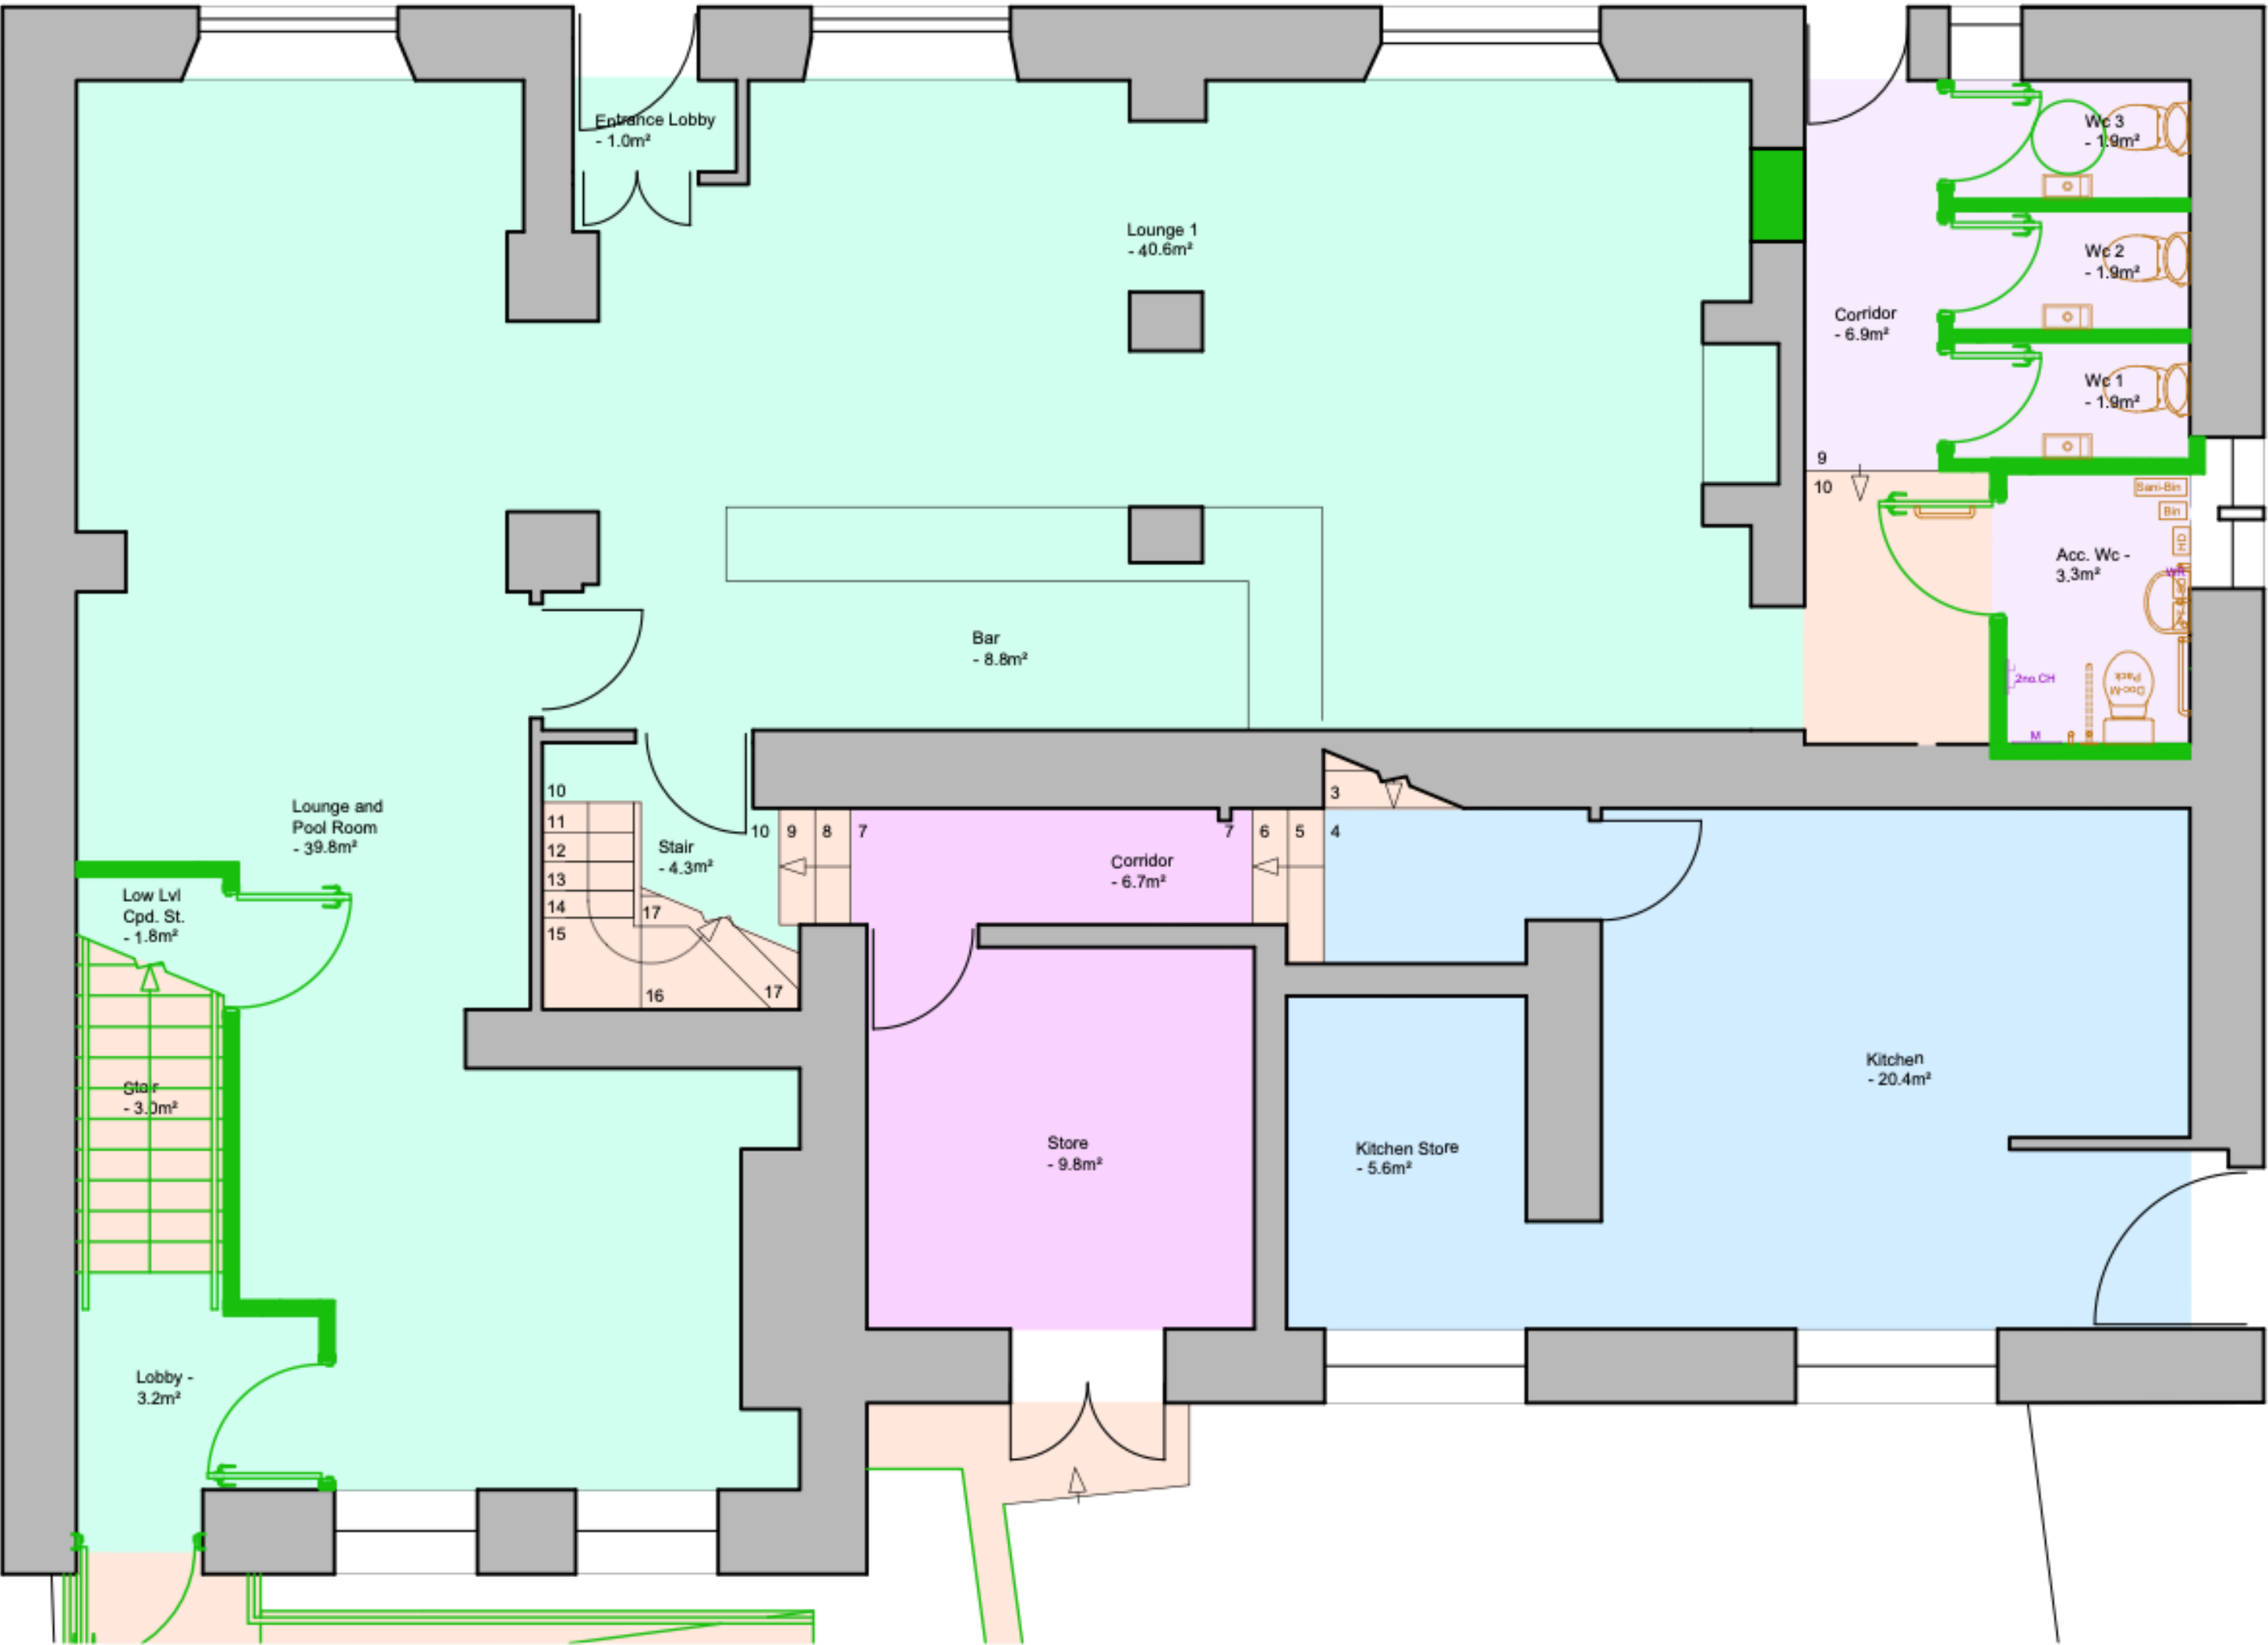 Entrance Lobby
- 1.0m²
Wc 3
- 1.9m²
Lounge 1
- 40.6m²
Wc 2
- 1.9m²
Corridor
- 6.9m²
Wc 1
- 1.9m²
9
10
Sani-Bin
Bin
HD
Acc. Wc -
3.3m²
WR
Bar
- 8.8m²
2no.CH
Doc-M
Pack
M
Lounge and
Pool Room
- 39.8m²
10
11
12
13
14
15
16
17
17
Stair
- 4.3m²
10
9
8
7
Corridor
- 6.7m²
7
6
5
4
3
Low Lvl
Cpd. St.
- 1.8m²
Stair
- 3.0m²
Store
- 9.8m²
Kitchen Store
- 5.6m²
Kitchen
- 20.4m²
Lobby -
3.2m²